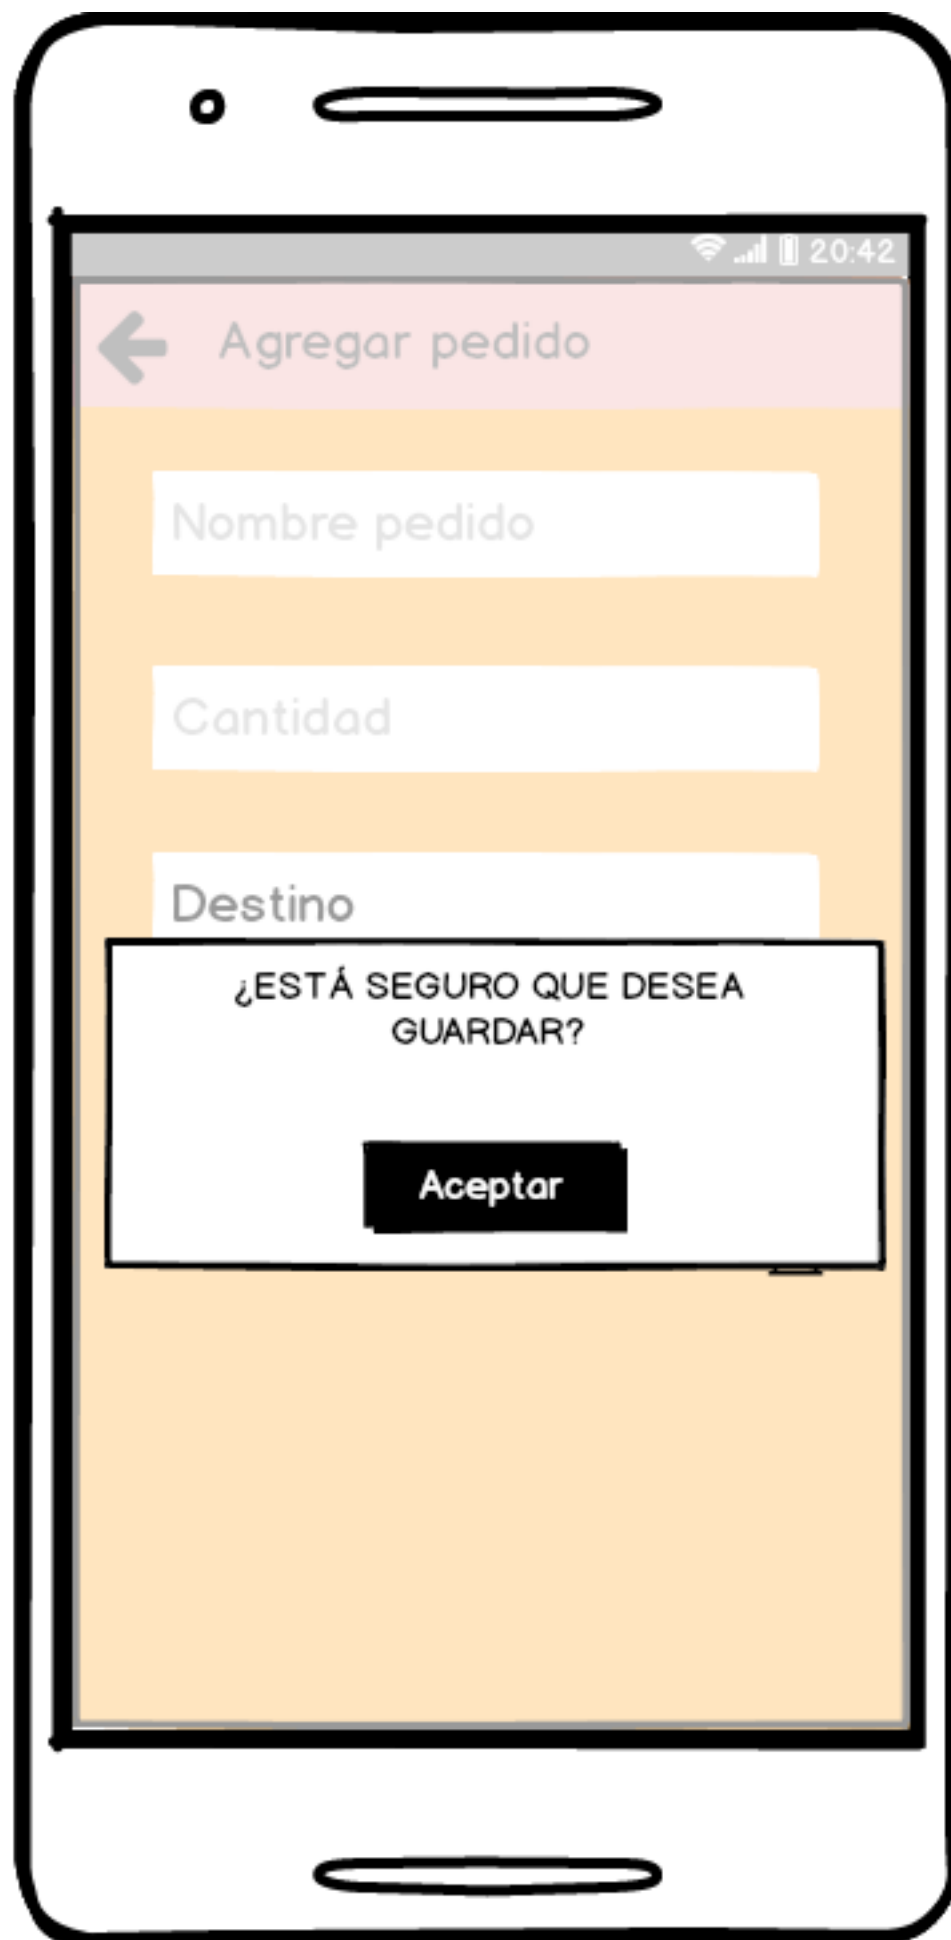 20:42
Agregar pedido
Nombre pedido
Cantidad
Destino
¿ESTÁ SEGURO QUE DESEA
GUARDAR?
Aceptar